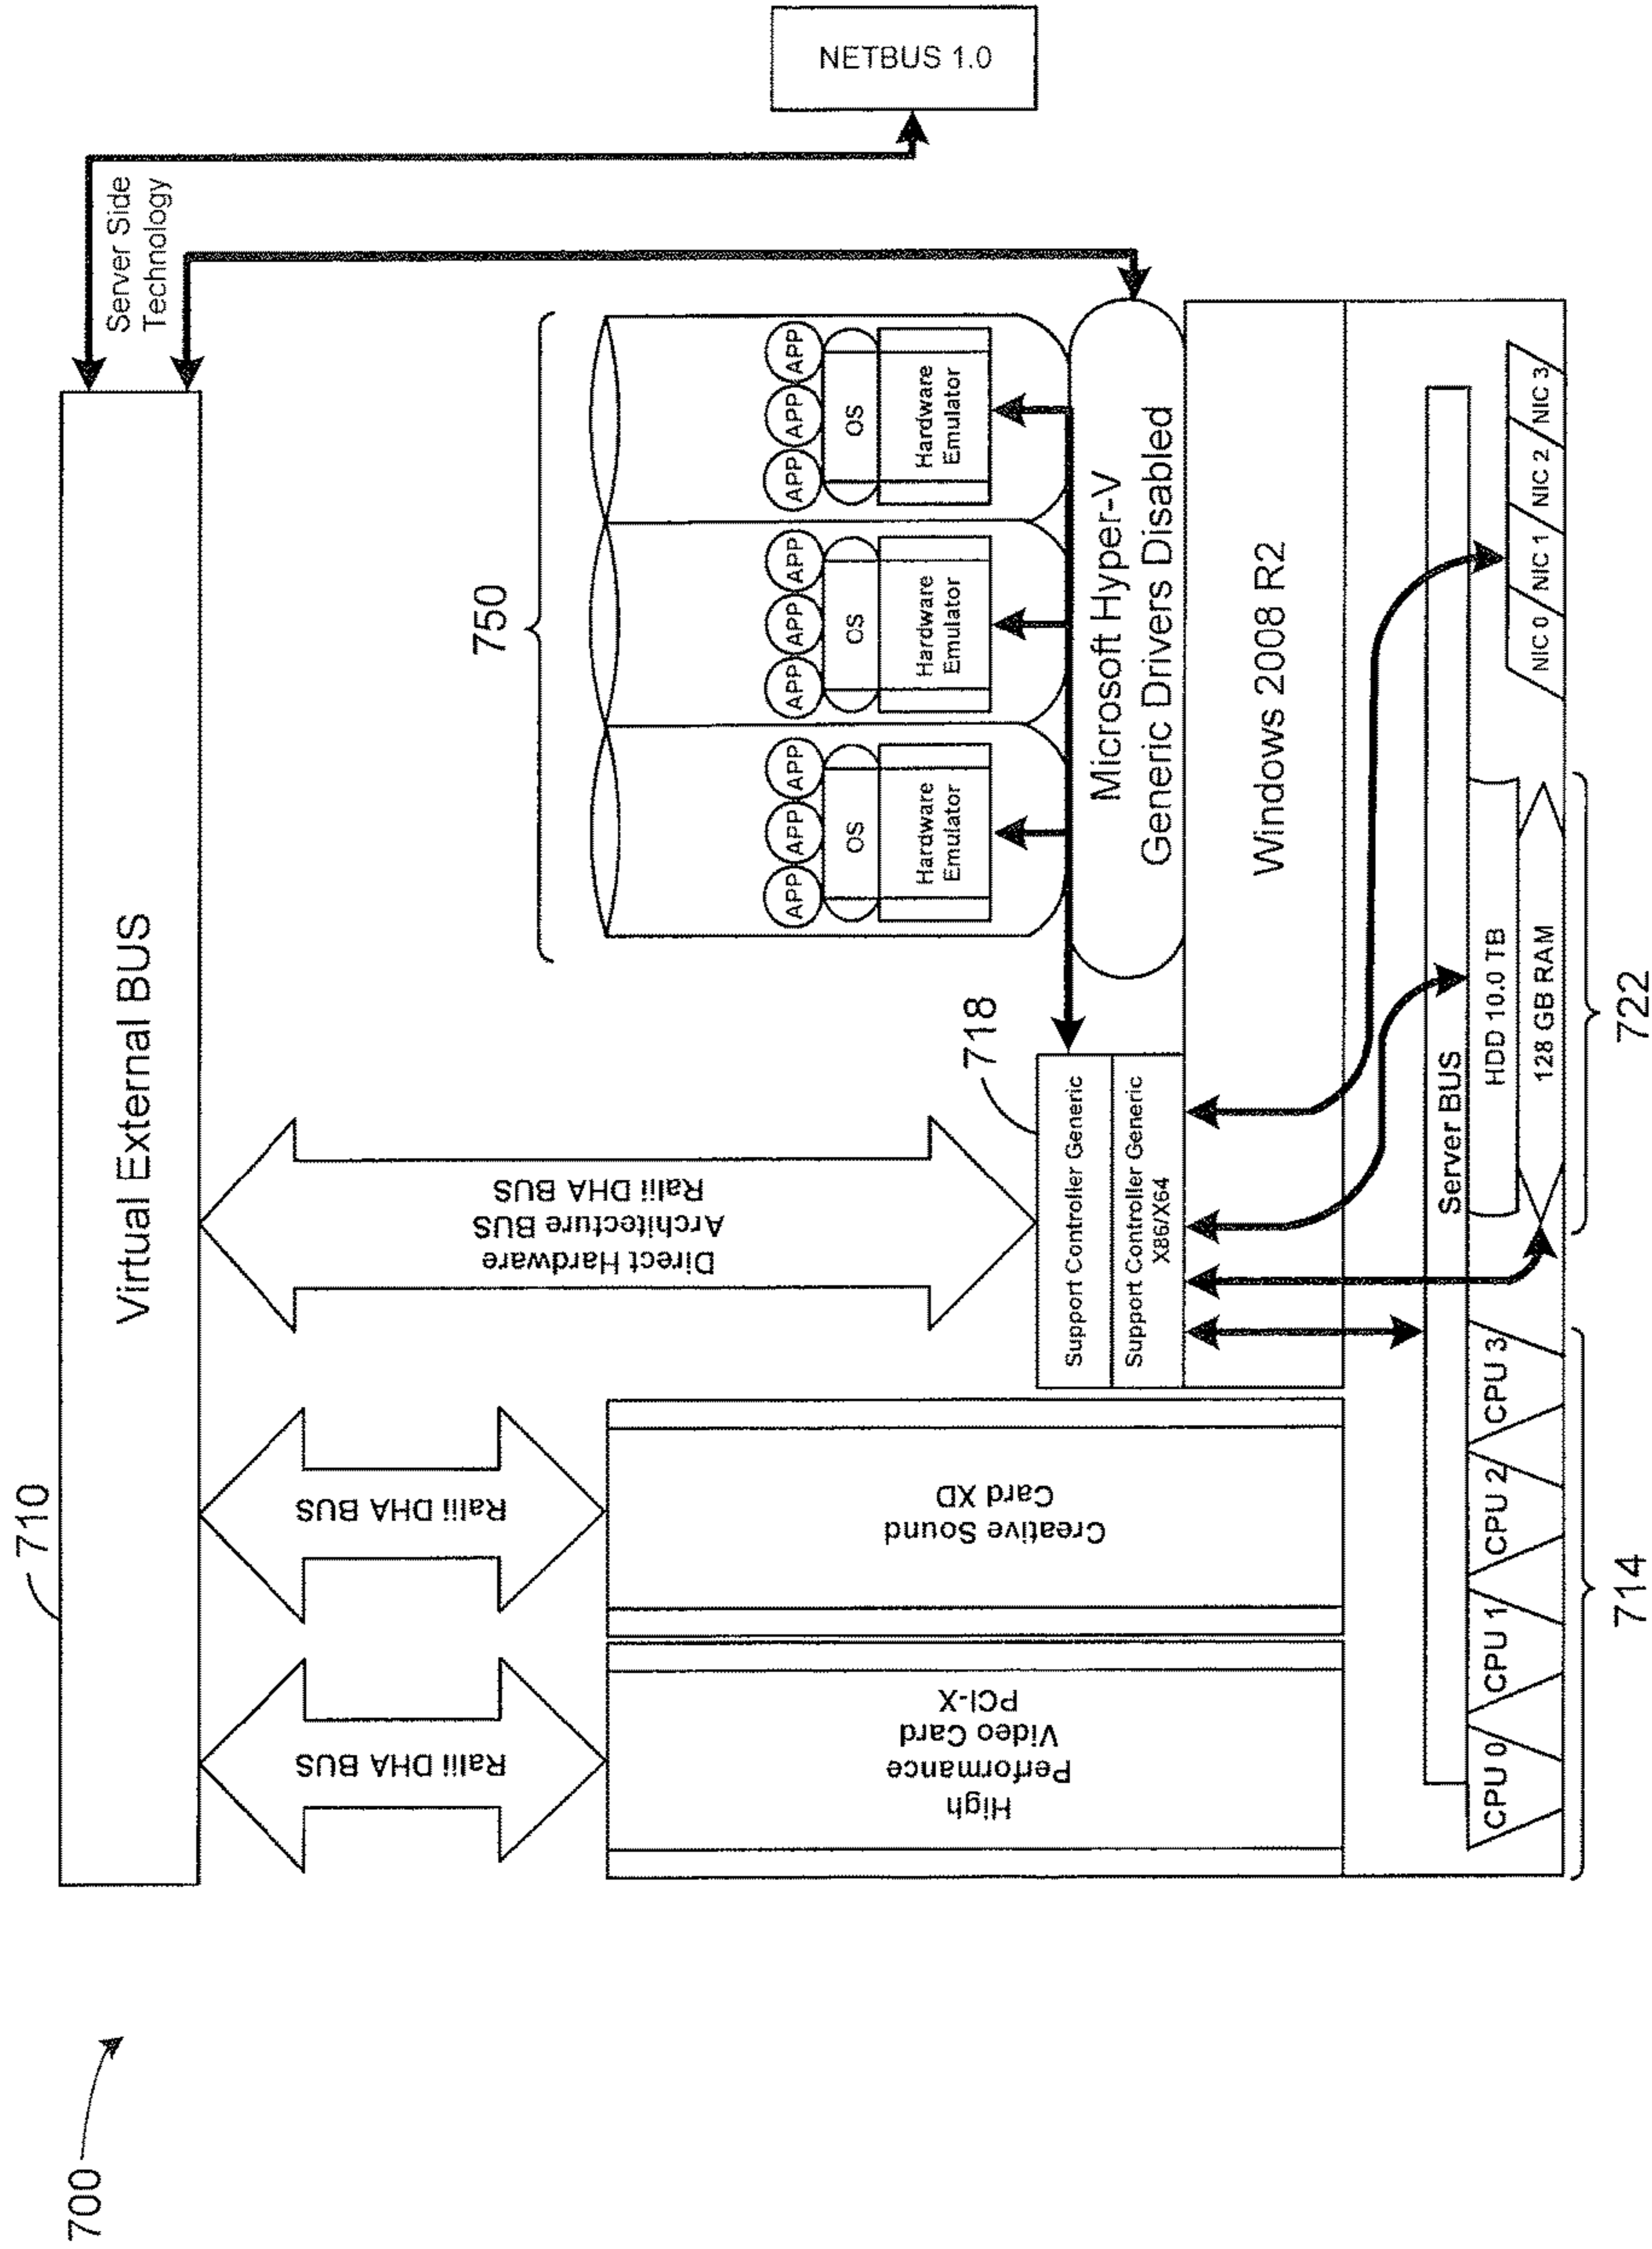 700
710
Virtual External BUS
Server Side
Technology
NETBUS 1.0
Ralii DHA BUS
Ralii DHA BUS
Direct Hardware
Architecture BUS
Ralii DHA BUS
750
APP
APP
APP
OS
Hardware
Emulator
APP
APP
APP
OS
Hardware
Emulator
APP
APP
APP
OS
Hardware
Emulator
High
Performance
Video Card
PCI-X
Creative Sound
Card XD
718
Support Controller Generic
Support Controller Generic
X86/X64
Microsoft Hyper-V
Generic Drivers Disabled
Windows 2008 R2
Server BUS
CPU 0
CPU 1
CPU 2
CPU 3
HDD 10.0 TB
128 GB RAM
NIC 0
NIC 1
NIC 2
NIC 3
714
722